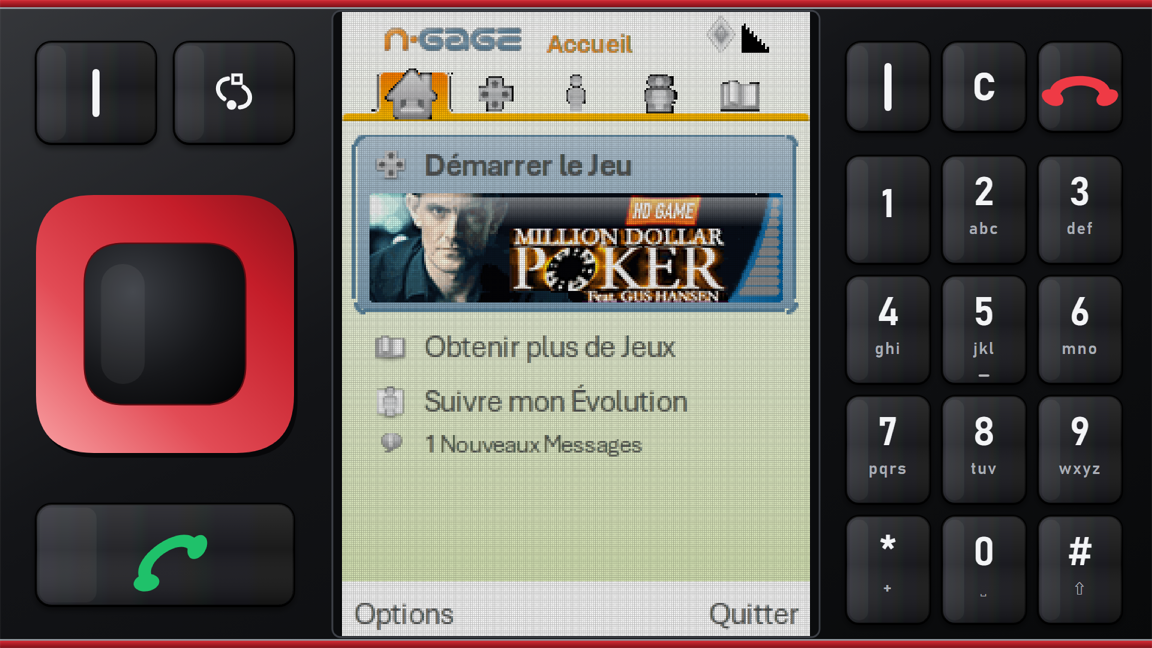 n·gage Accueil
Démarrer le Jeu
HD GAME
MILLION DOLLAR
POKER
Feat. GUS HANSEN
Obtenir plus de Jeux
Suivre mon Évolution
1 Nouveaux Messages
Options Quitter
C
1 2 abc 3 def
4 ghi 5 jkl 6 mno
7 pqrs 8 tuv 9 wxyz
* + 0 #